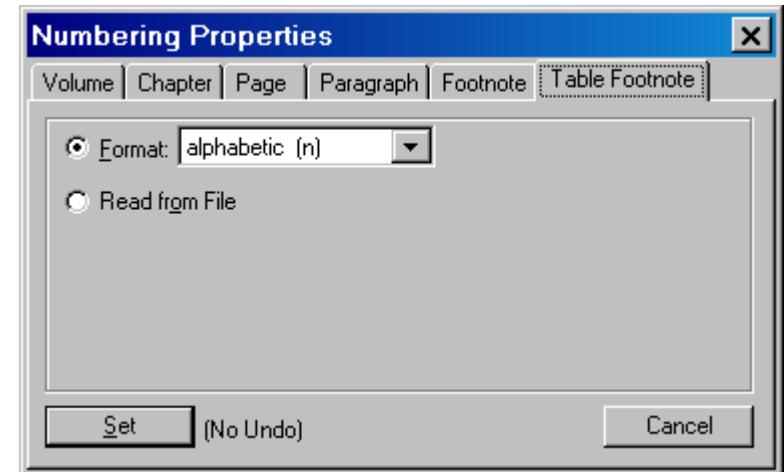 Numbering Properties
Volume Chapter Page Paragraph Footnote Table Footnote
Format: alphabetic (n)
Read from File
Set (No Undo) Cancel